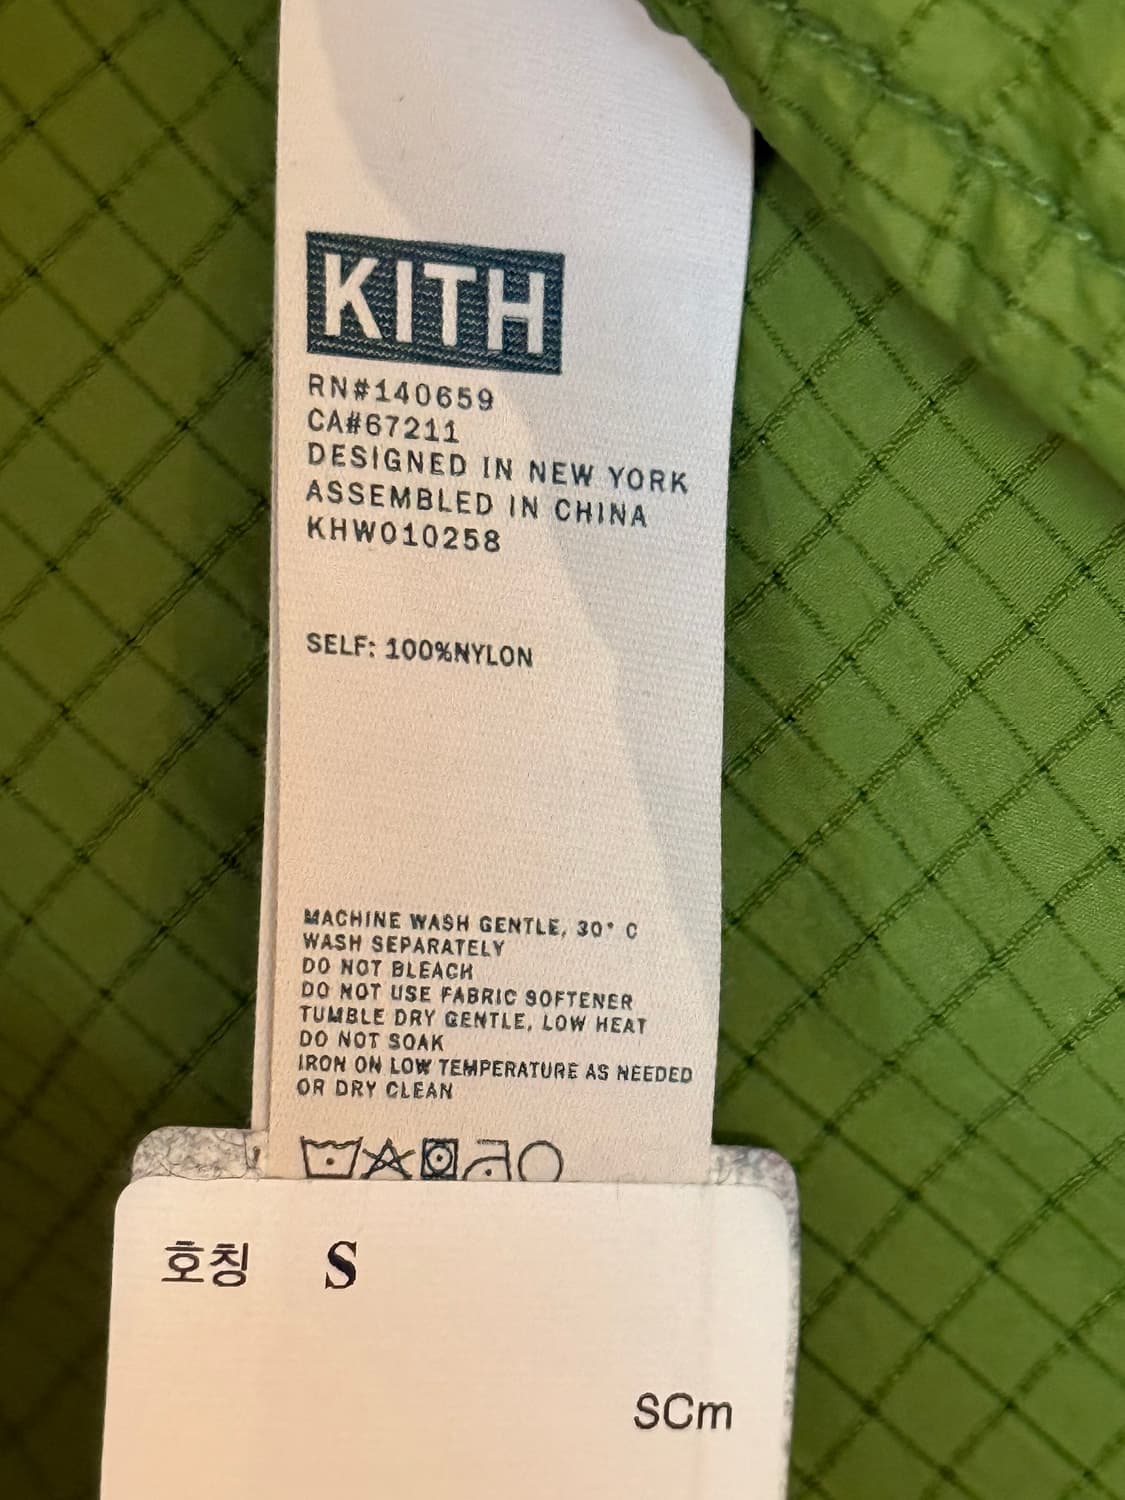 KITH
RN#140659
CA#67211
DESIGNED IN NEW YORK
ASSEMBLED IN CHINA
KHW010258
SELF: 100%NYLON
MACHINE WASH GENTLE, 30° C
WASH SEPARATELY
DO NOT BLEACH
DO NOT USE FABRIC SOFTENER
TUMBLE DRY GENTLE, LOW HEAT
DO NOT SOAK
IRON ON LOW TEMPERATURE AS NEEDED
OR DRY CLEAN
호칭 S
SCm